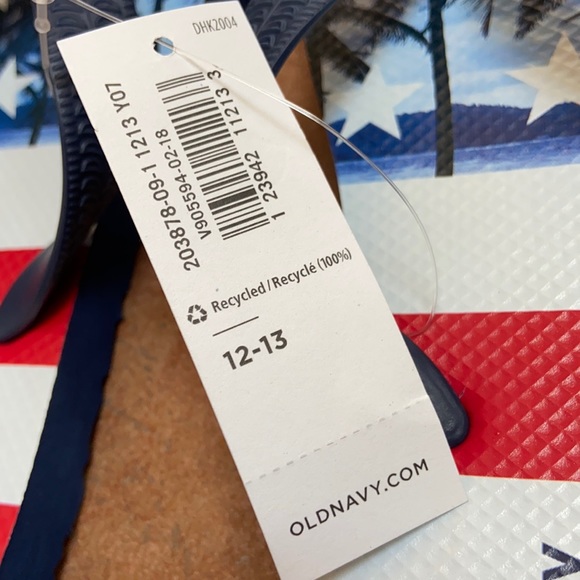 DHK2004
203878-09-1 1213 Y07
V905594-02-18
1 23942 11213 3
Recycled/Recyclé (100%)
12-13
OLDNAVY.COM